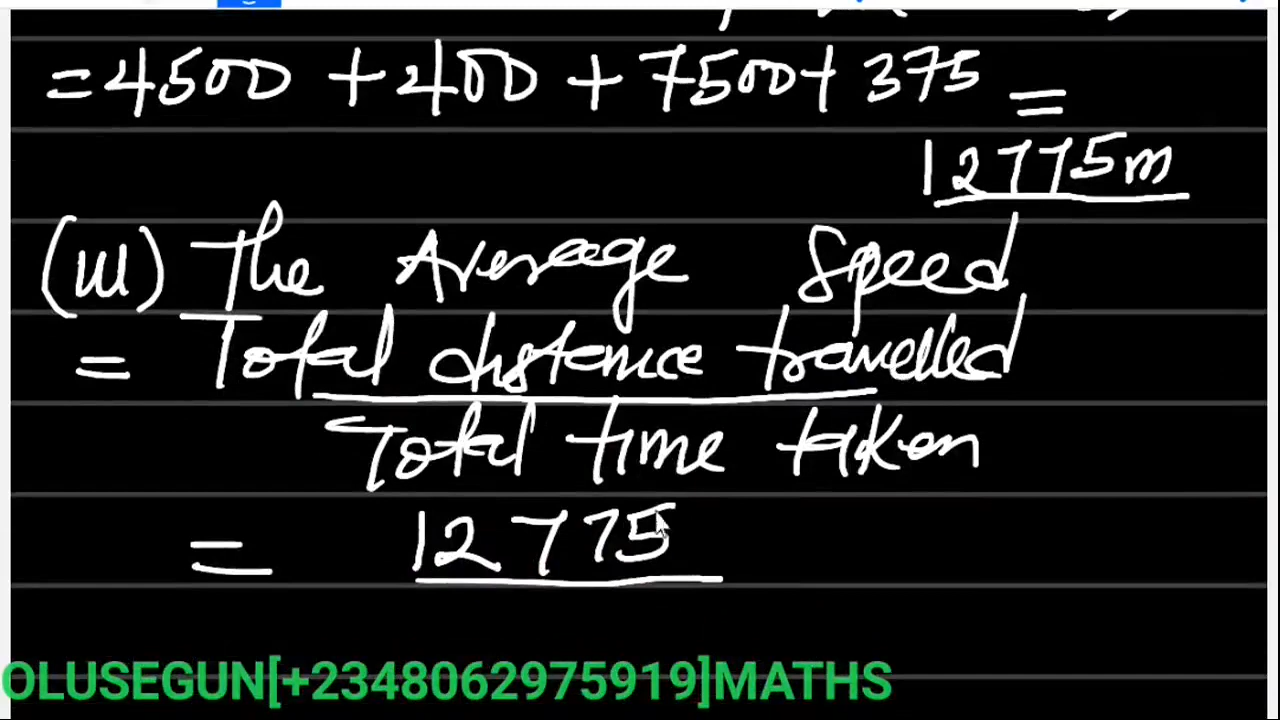 =4500 + 400 + 7500 + 375 =
12775m
(III) The Average Speed
= Total distance travelled
Total time taken
= 12775
OLUSEGUN[+2348062975919]MATHS